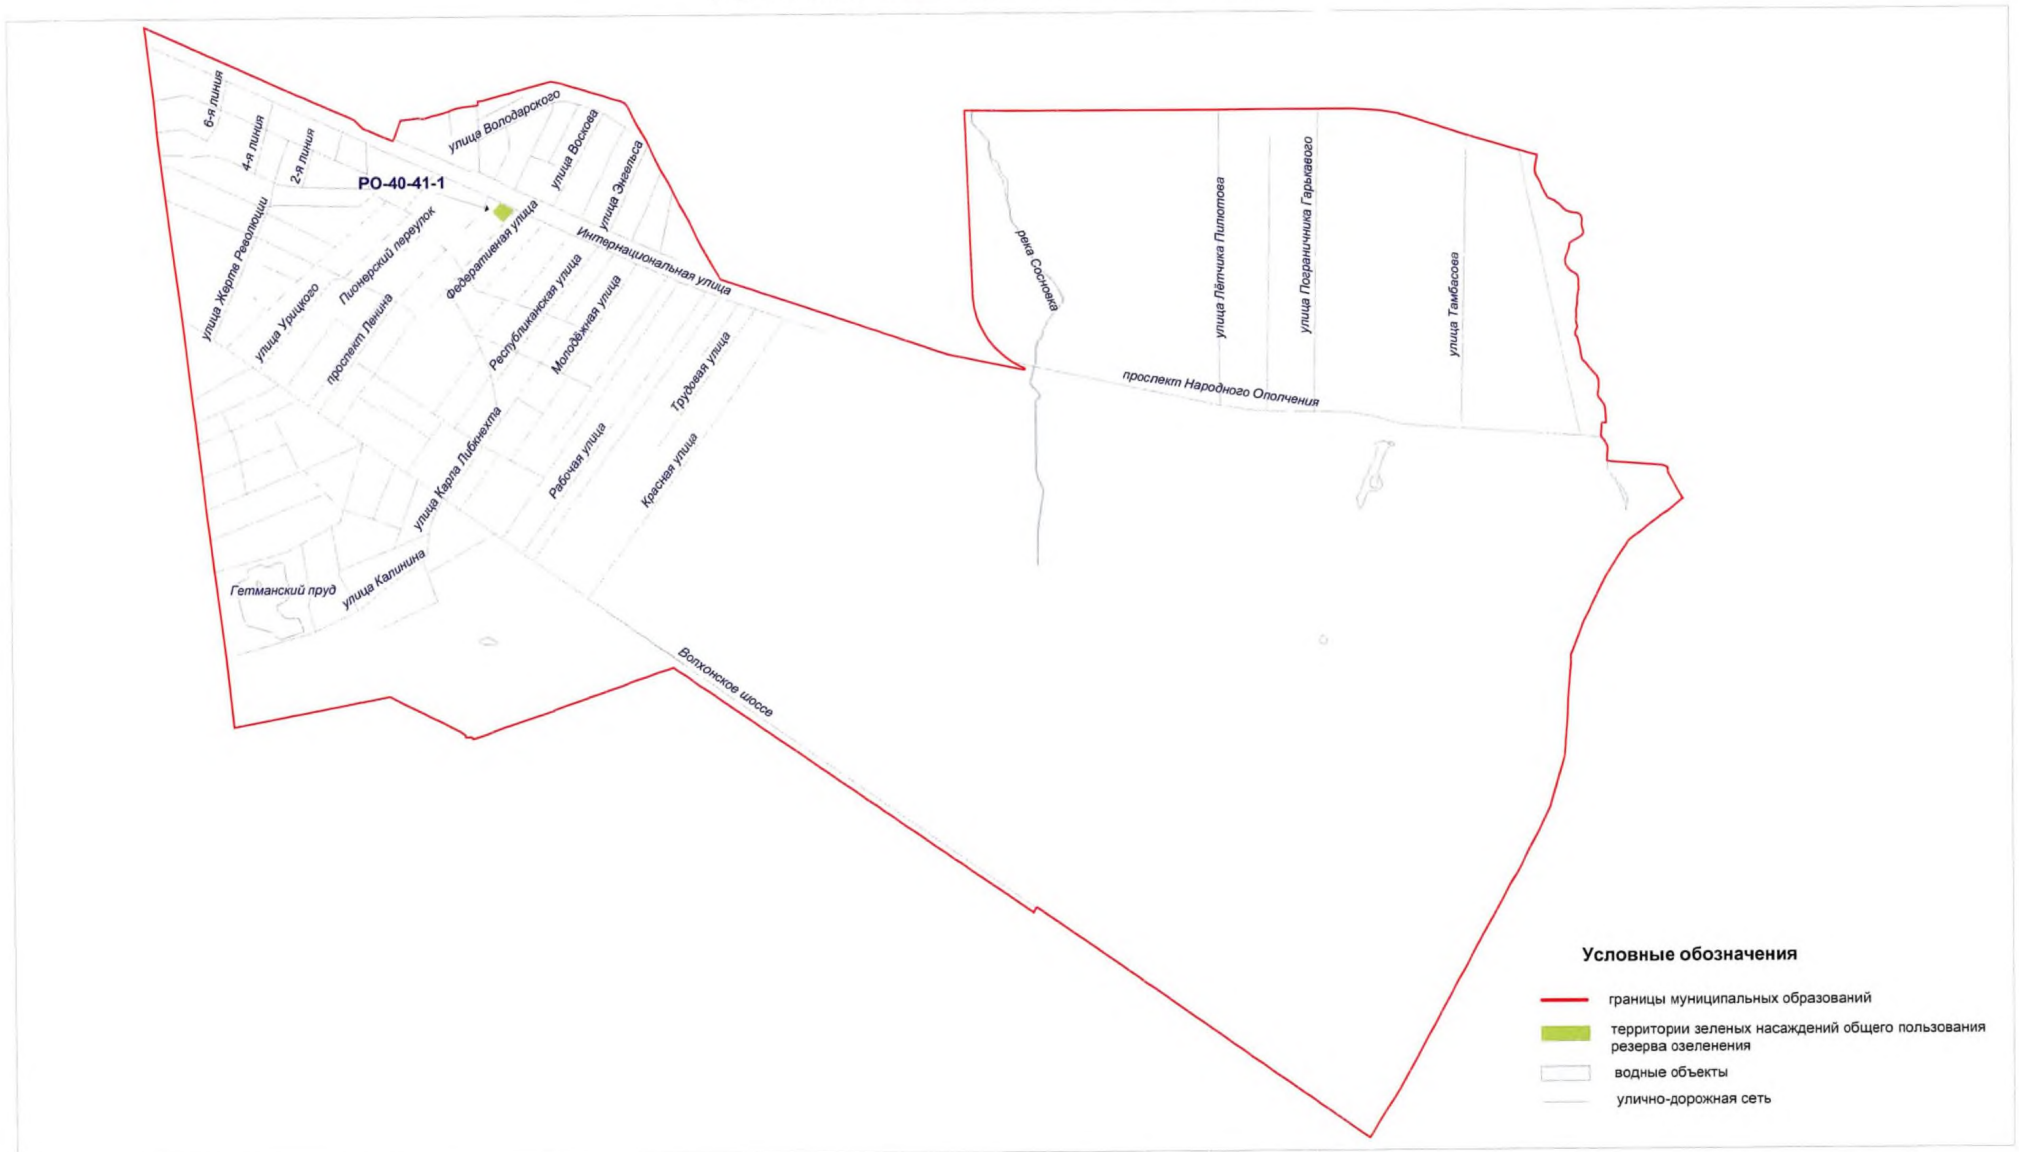 6-я линия
4-я линия
2-я линия
улица Володарского
улица Воскова
улица Энгельса
РО-40-41-1
улица Жертв Революции
улица Урицкого
Пионерский переулок
проспект Ленина
Федеративная улица
Интернациональная улица
Республиканская улица
Молодёжная улица
Трудовая улица
улица Карла Либкнехта
Рабочая улица
Красная улица
Гетманский пруд
улица Калинина
Волхонское шоссе
река Сосновка
улица Лётчика Пилютова
улица Пограничника Гарькавого
улица Тамбасова
проспект Народного Ополчения
Условные обозначения
границы муниципальных образований
территории зеленых насаждений общего пользования
резерва озеленения
водные объекты
улично-дорожная сеть